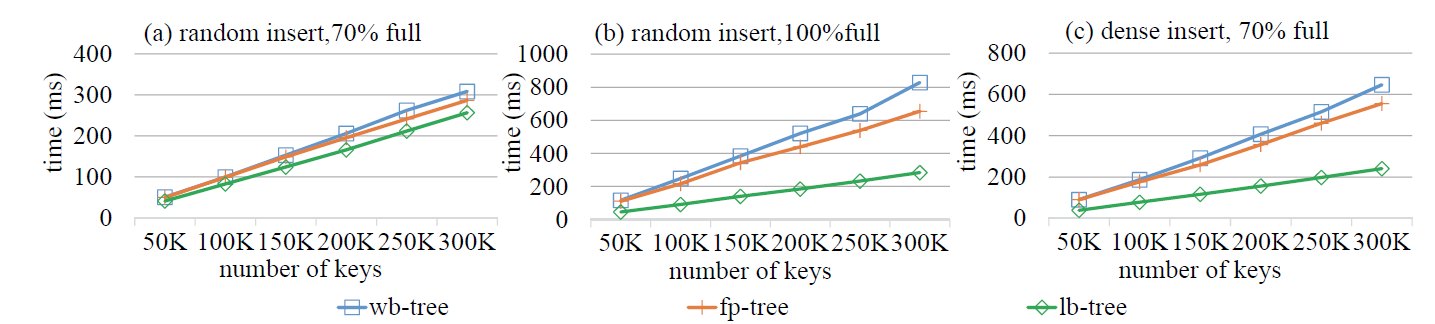 (a) random insert,70% full
400
300
200
100
0
time (ms)
50K 100K 150K 200K 250K 300K
number of keys
(b) random insert,100%full
1000
800
600
400
200
0
time (ms)
50K 100K 150K 200K 250K 300K
number of keys
(c) dense insert, 70% full
800
600
400
200
0
time (ms)
50K 100K 150K 200K 250K 300K
number of keys
wb-tree
fp-tree
lb-tree